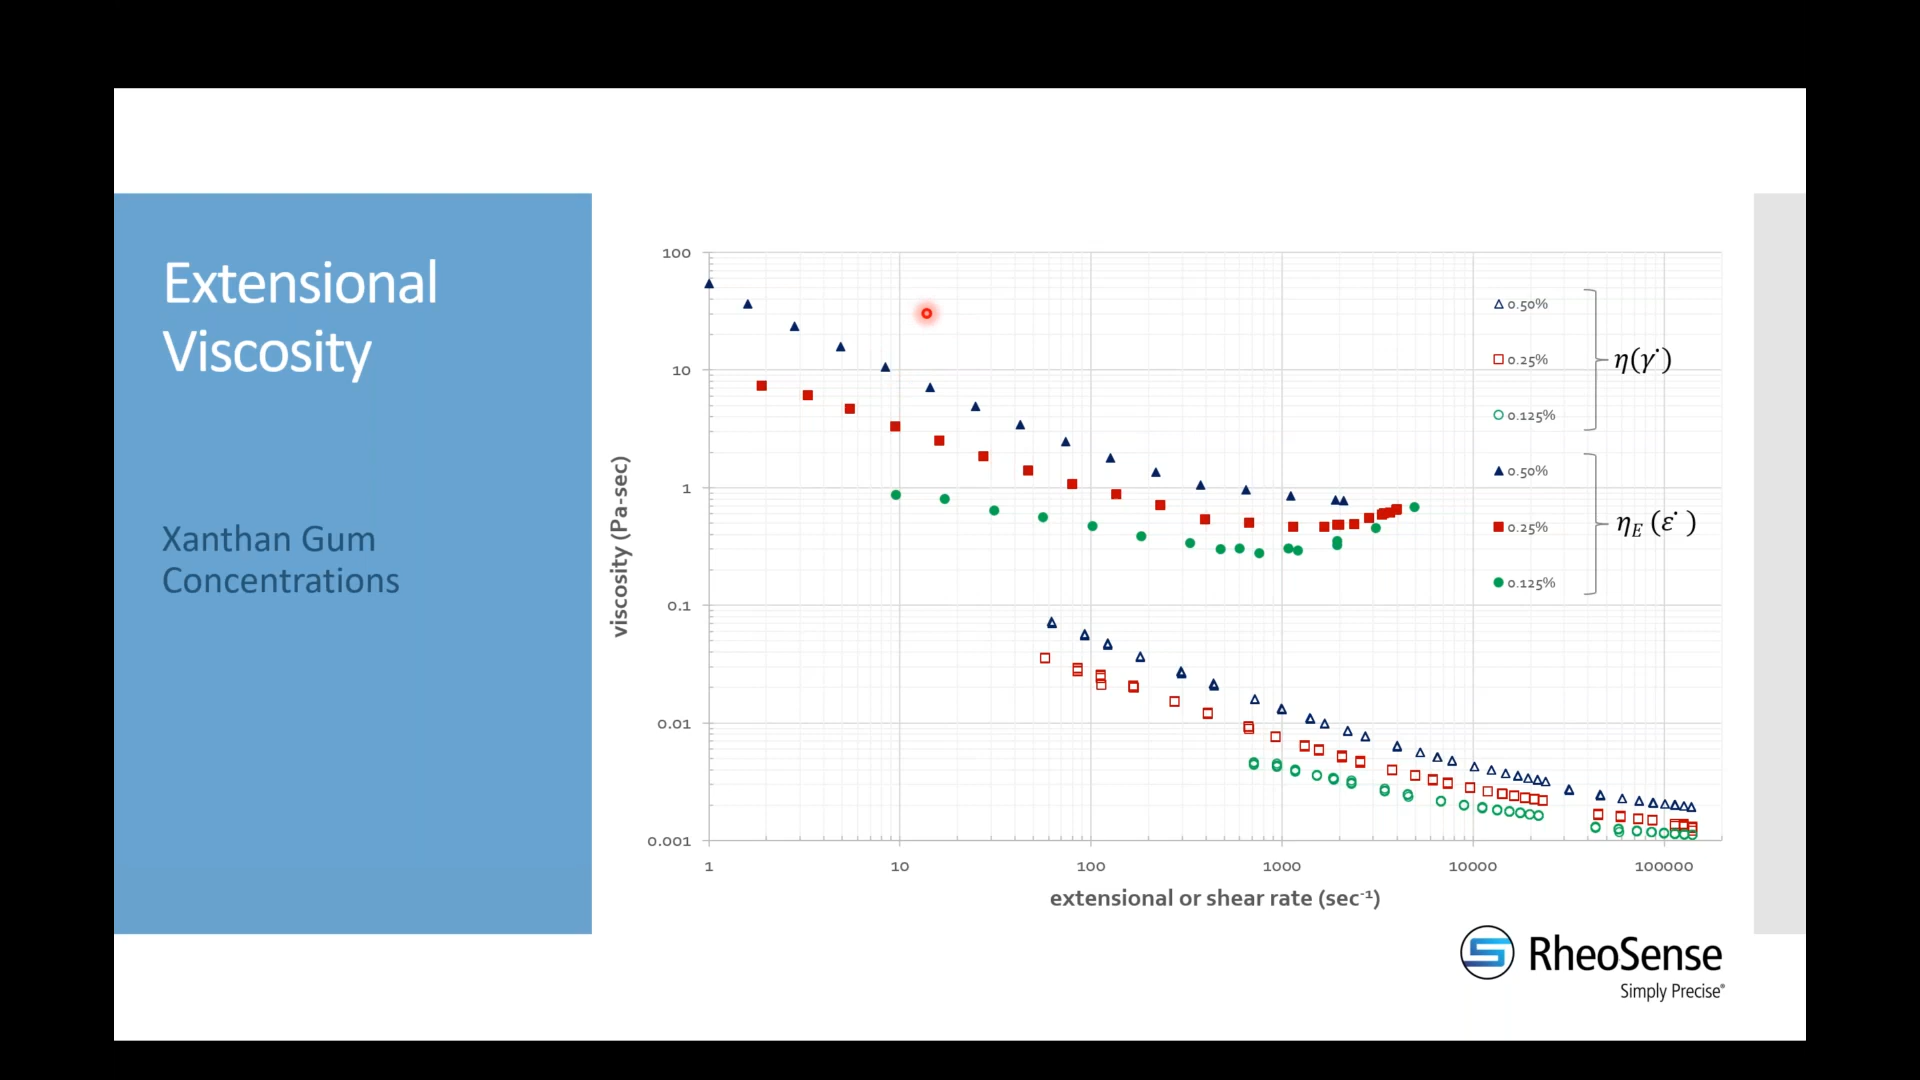 Extensional
Viscosity
Xanthan Gum
Concentrations
viscosity (Pa-sec)
100
10
1
0.1
0.01
0.001
1 10 100 1000 10000 100000
extensional or shear rate (sec⁻¹)
0.50%
0.25%
0.125%
η(γ˙)
0.50%
0.25%
0.125%
ηE (ε˙ )
RheoSense
Simply Precise®